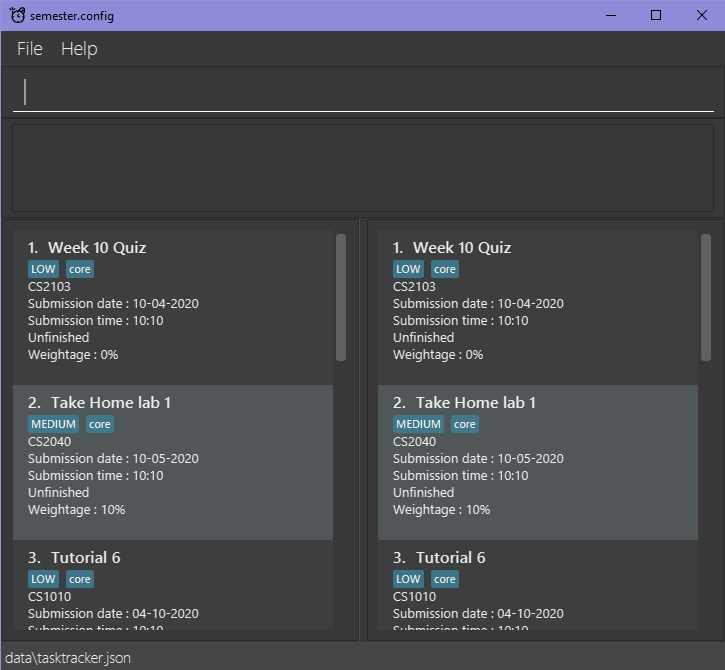 semester.config
File Help
1. Week 10 Quiz
LOW core
CS2103
Submission date : 10-04-2020
Submission time : 10:10
Unfinished
Weightage : 0%
2. Take Home lab 1
MEDIUM core
CS2040
Submission date : 10-05-2020
Submission time : 10:10
Unfinished
Weightage : 10%
3. Tutorial 6
LOW core
CS1010
Submission date : 04-10-2020
Submission time : 10:10
1. Week 10 Quiz
LOW core
CS2103
Submission date : 10-04-2020
Submission time : 10:10
Unfinished
Weightage : 0%
2. Take Home lab 1
MEDIUM core
CS2040
Submission date : 10-05-2020
Submission time : 10:10
Unfinished
Weightage : 10%
3. Tutorial 6
LOW core
CS1010
Submission date : 04-10-2020
Submission time : 10:10
data\tasktracker.json